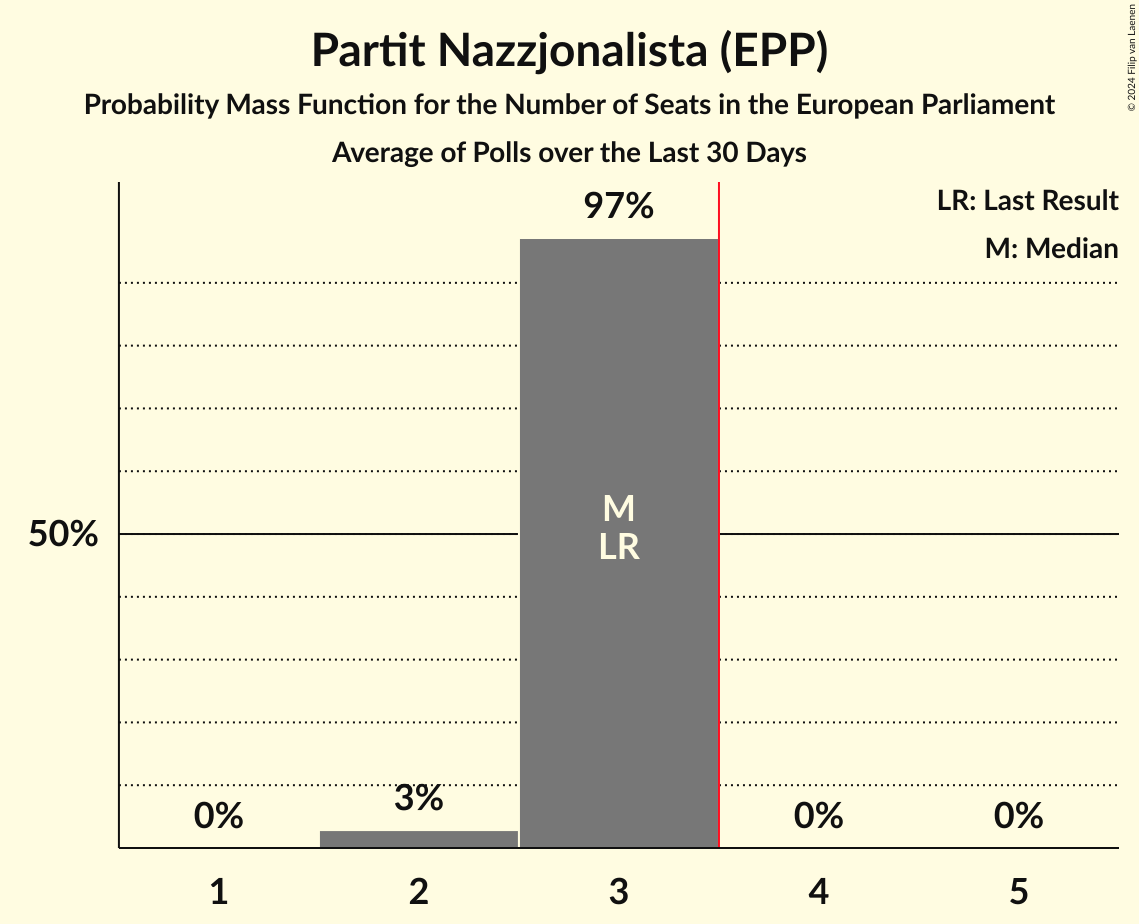 Partit Nazzjonalista (EPP)
Probability Mass Function for the Number of Seats in the European Parliament
Average of Polls over the Last 30 Days
© 2024 Filip van Laenen
LR: Last Result
M: Median
97%
50%
M
LR
0%
3%
0%
0%
1
2
3
4
5